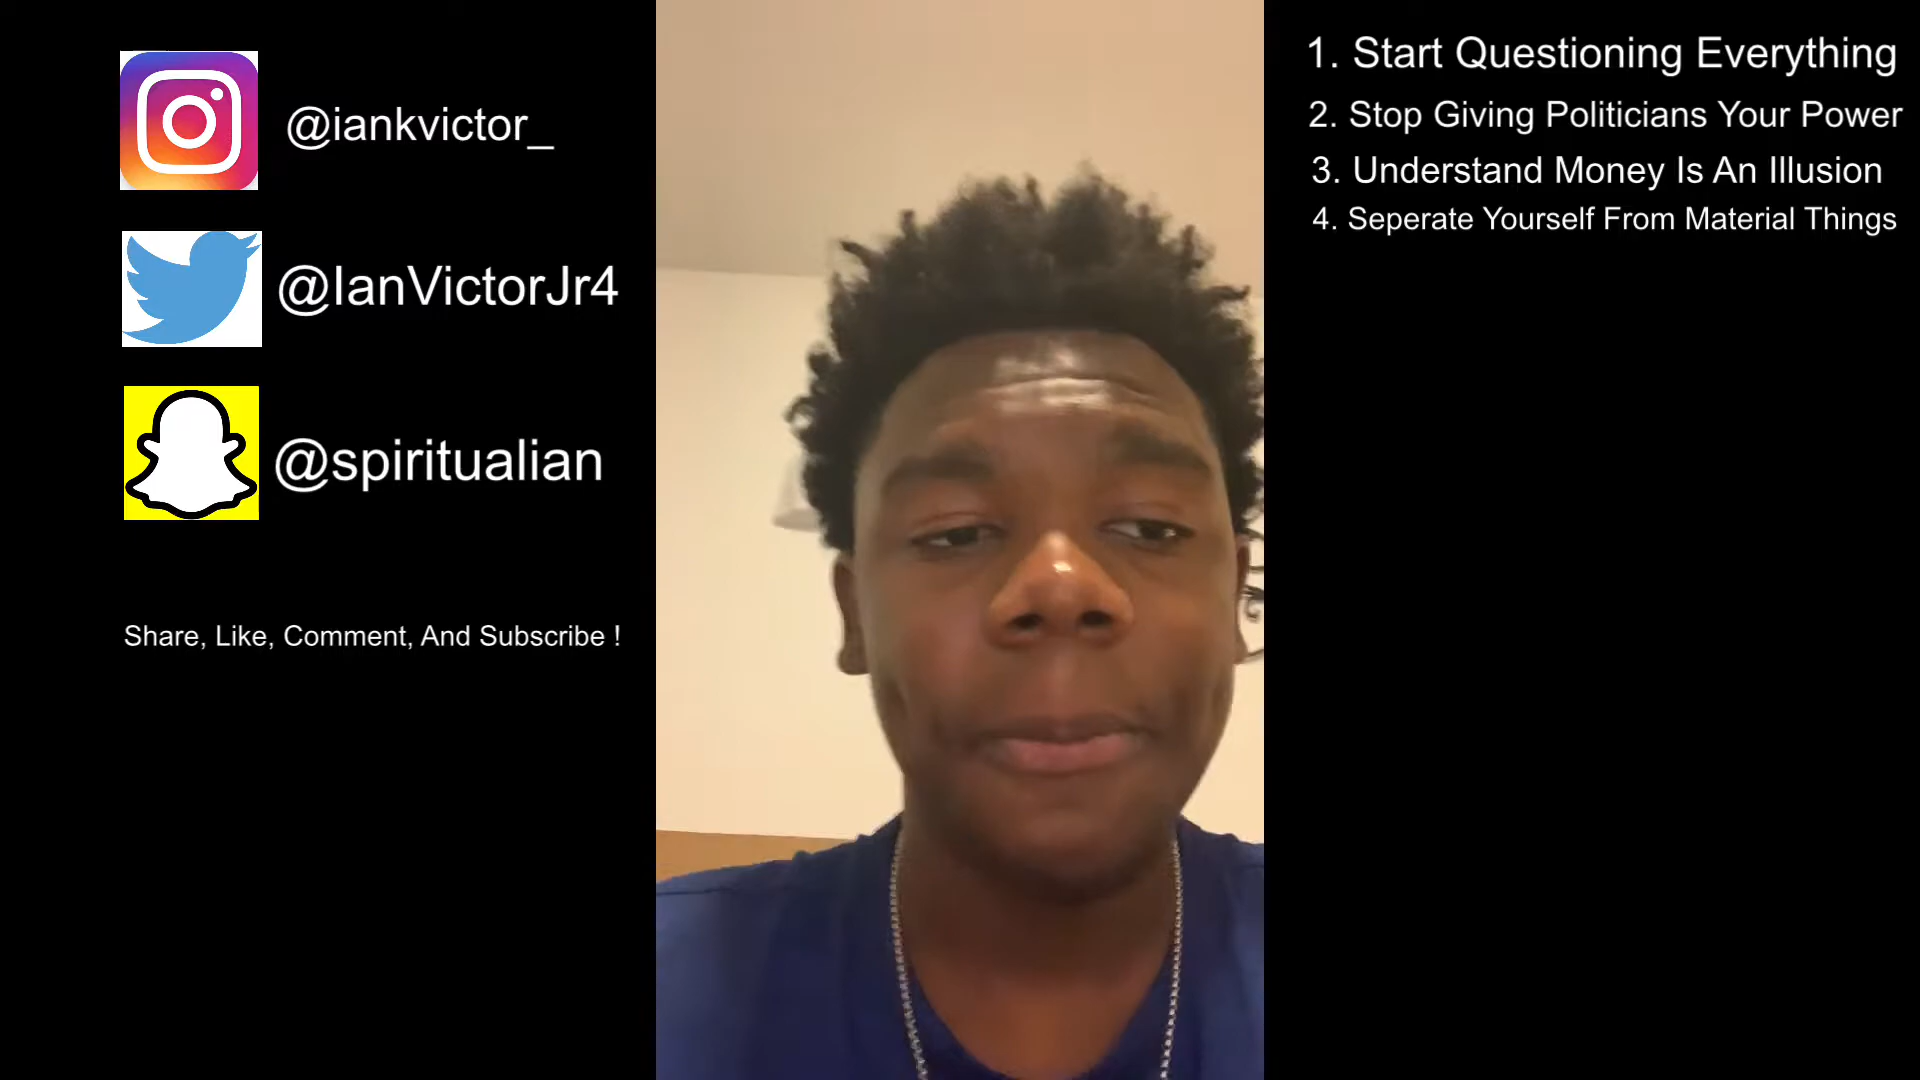 @iankvictor_
@IanVictorJr4
@spiritualian
Share, Like, Comment, And Subscribe !
1. Start Questioning Everything
2. Stop Giving Politicians Your Power
3. Understand Money Is An Illusion
4. Seperate Yourself From Material Things